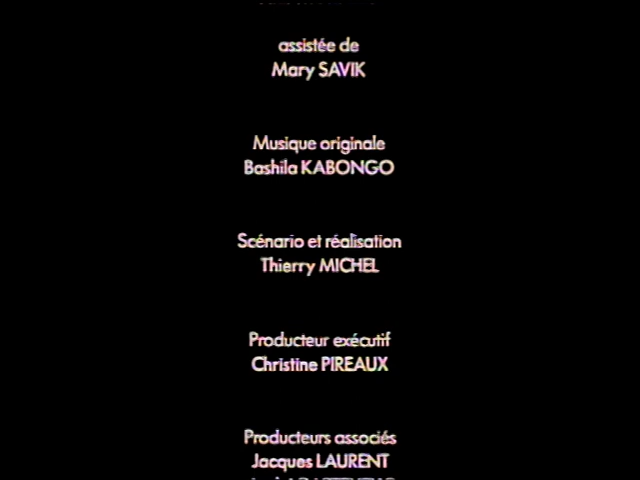 assistée de
Mary SAVIK
Musique originale
Bashila KABONGO
Scénario et réalisation
Thierry MICHEL
Producteur exécutif
Christine PIREAUX
Producteurs associés
Jacques LAURENT